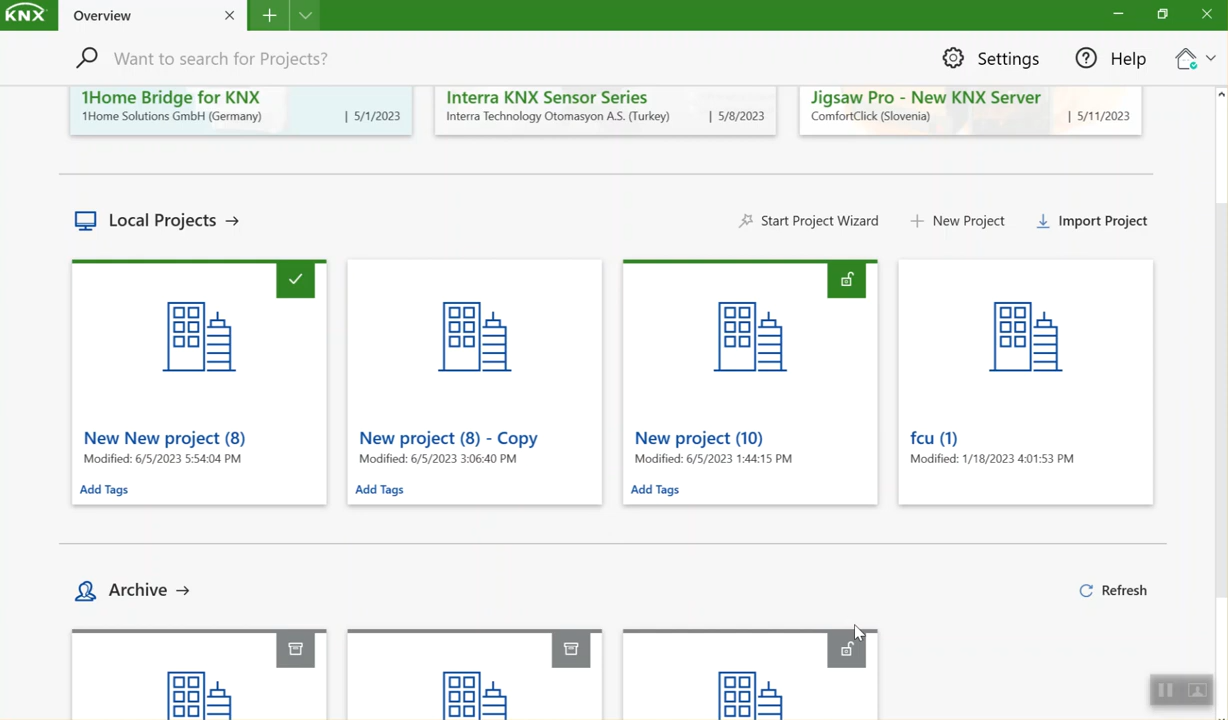 KNX Overview
Want to search for Projects? Settings Help
1Home Bridge for KNX
1Home Solutions GmbH (Germany) | 5/1/2023
Interra KNX Sensor Series
Interra Technology Otomasyon A.S. (Turkey) | 5/8/2023
Jigsaw Pro - New KNX Server
ComfortClick (Slovenia) | 5/11/2023
Local Projects → Start Project Wizard New Project Import Project
New New project (8)
Modified: 6/5/2023 5:54:04 PM
Add Tags
New project (8) - Copy
Modified: 6/5/2023 3:06:40 PM
Add Tags
New project (10)
Modified: 6/5/2023 1:44:15 PM
Add Tags
fcu (1)
Modified: 1/18/2023 4:01:53 PM
Archive → Refresh